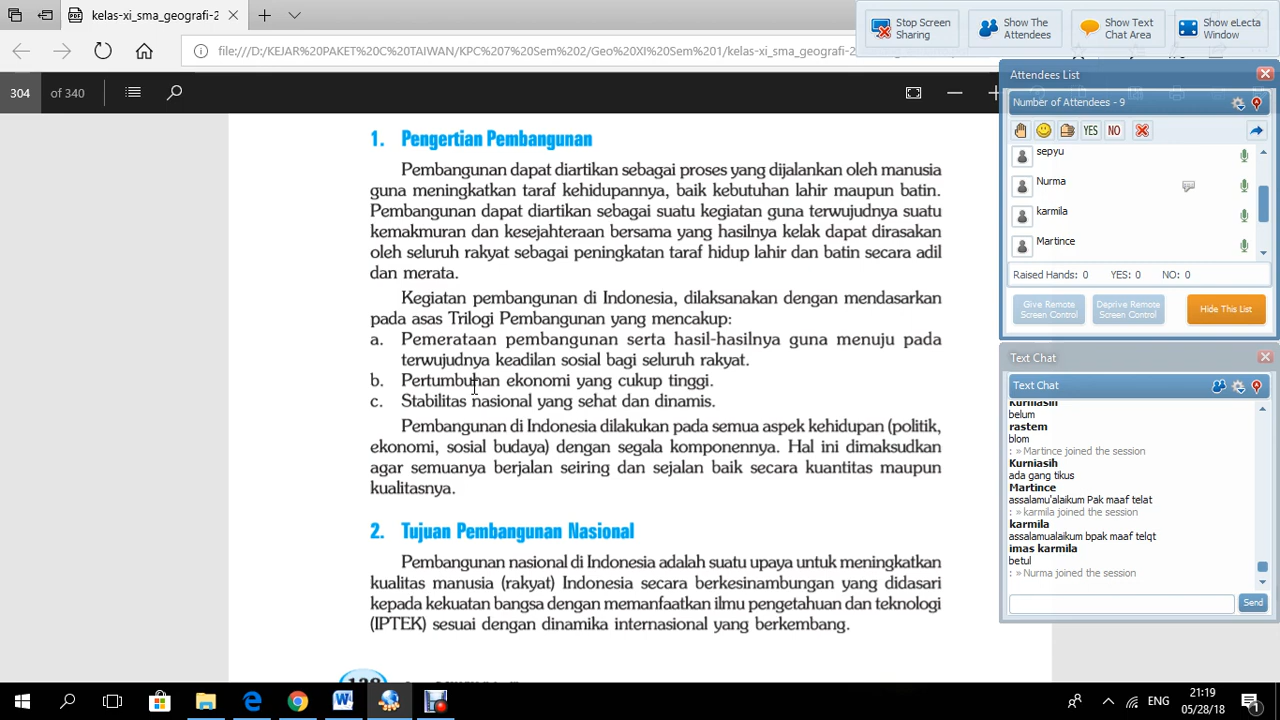 kelas-xi_sma_geografi-2
Stop Screen
Sharing
Show The
Attendees
Show Text
Chat Area
Show eLecta
Window
file:///D:/KEJAR%20PAKET%20C%20TAIWAN/KPC%207%20Sem%202/Geo%20XI%20Sem%201/kelas-xi_sma_geografi-2
304 of 340
1. Pengertian Pembangunan
Pembangunan dapat diartikan sebagai proses yang dijalankan oleh manusia
guna meningkatkan taraf kehidupannya, baik kebutuhan lahir maupun batin.
Pembangunan dapat diartikan sebagai suatu kegiatan guna terwujudnya suatu
kemakmuran dan kesejahteraan bersama yang hasilnya kelak dapat dirasakan
oleh seluruh rakyat sebagai peningkatan taraf hidup lahir dan batin secara adil
dan merata.
Kegiatan pembangunan di Indonesia, dilaksanakan dengan mendasarkan
pada asas Trilogi Pembangunan yang mencakup:
a. Pemerataan pembangunan serta hasil-hasilnya guna menuju pada
terwujudnya keadilan sosial bagi seluruh rakyat.
b. Pertumbuhan ekonomi yang cukup tinggi.
c. Stabilitas nasional yang sehat dan dinamis.
Pembangunan di Indonesia dilakukan pada semua aspek kehidupan (politik,
ekonomi, sosial budaya) dengan segala komponennya. Hal ini dimaksudkan
agar semuanya berjalan seiring dan sejalan baik secara kuantitas maupun
kualitasnya.
2. Tujuan Pembangunan Nasional
Pembangunan nasional di Indonesia adalah suatu upaya untuk meningkatkan
kualitas manusia (rakyat) Indonesia secara berkesinambungan yang didasari
kepada kekuatan bangsa dengan memanfaatkan ilmu pengetahuan dan teknologi
(IPTEK) sesuai dengan dinamika internasional yang berkembang.
Attendees List
Number of Attendees - 9
YES NO
sepyu
Nurma
karmila
Martince
Raised Hands: 0 YES: 0 NO: 0
Give Remote
Screen Control
Deprive Remote
Screen Control
Hide This List
Text Chat
Text Chat
Kurniasih
belum
rastem
blom
: » Martince joined the session
Kurniasih
ada gang tikus
Martince
assalamu'alaikum Pak maaf telat
: » karmila joined the session
karmila
assalamualaikum bpak maaf telqt
imas karmila
betul
: » Nurma joined the session
Send
ENG
21:19
05/28/18
1